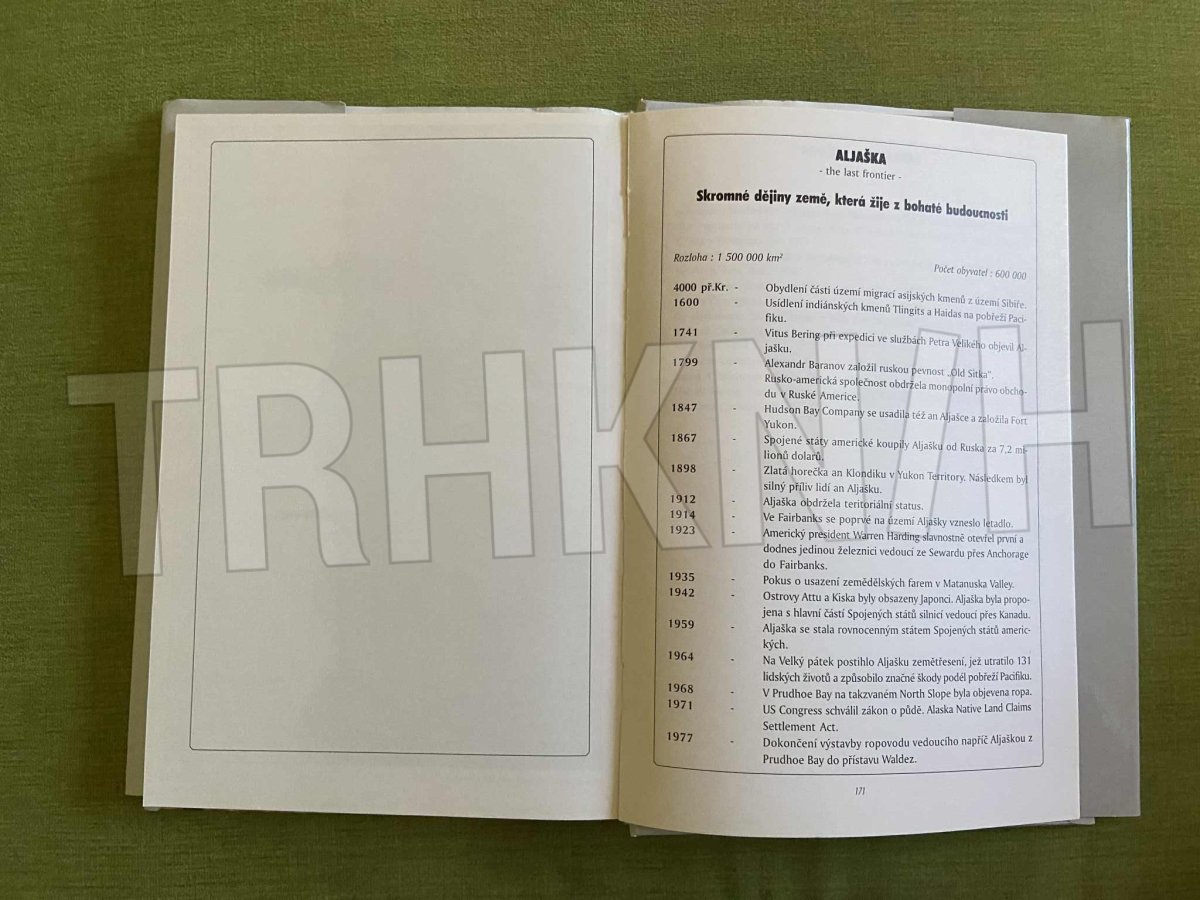 ALJAŠKA
- the last frontier -
Skromné dějiny země, která žije z bohaté budoucnosti
Rozloha : 1 500 000 km²
Počet obyvatel : 600 000
4000 př.Kr. - Obydlení části území migrací asijských kmenů z území Sibiře.
1600 - Usídlení indiánských kmenů Tlingits a Haidas na pobřeží Paci-
fiku.
1741 - Vitus Bering při expedici ve službách Petra Velikého objevil Al-
jašku.
1799 - Alexandr Baranov založil ruskou pevnost „Old Sitka“.
Rusko-americká společnost obdržela monopolní právo obcho-
du v Ruské Americe.
1847 - Hudson Bay Company se usadila též an Aljašce a založila Fort
Yukon.
1867 - Spojené státy americké koupily Aljašku od Ruska za 7,2 mi-
lionů dolarů.
1898 - Zlatá horečka an Klondiku v Yukon Territory. Následkem byl
silný příliv lidí an Aljašku.
1912 - Aljaška obdržela teritoriální status.
1914 - Ve Fairbanks se poprvé na území Aljašky vzneslo letadlo.
1923 - Americký president Warren Harding slavnostně otevřel první a
dodnes jedinou železnici vedoucí ze Sewardu přes Anchorage
do Fairbanks.
1935 - Pokus o usazení zemědělských farem v Matanuska Valley.
1942 - Ostrovy Attu a Kiska byly obsazeny Japonci. Aljaška byla propo-
jena s hlavní částí Spojených států silnicí vedoucí přes Kanadu.
1959 - Aljaška se stala rovnocenným státem Spojených států americ-
kých.
1964 - Na Velký pátek postihlo Aljašku zemětřesení, jež utratilo 131
lidských životů a způsobilo značné škody podél pobřeží Pacifiku.
1968 - V Prudhoe Bay na takzvaném North Slope byla objevena ropa.
1971 - US Congress schválil zákon o půdě. Alaska Native Land Claims
Settlement Act.
1977 - Dokončení výstavby ropovodu vedoucího napříč Aljaškou z
Prudhoe Bay do přístavu Waldez.
171
TRHKNIH